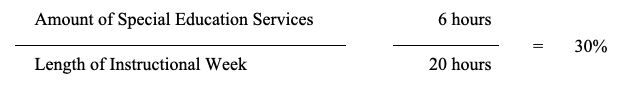 Amount of Special Education Services 6 hours
= 30%
Length of Instructional Week 20 hours